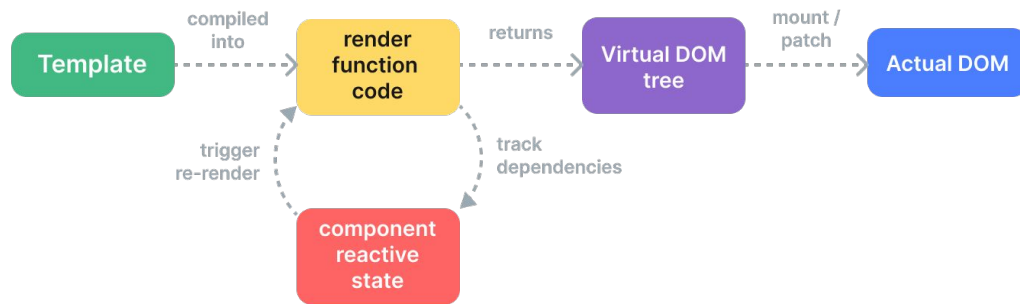 compiled
into
mount /
patch
Template
render
function
code
returns
Virtual DOM
tree
Actual DOM
trigger
re-render
track
dependencies
component
reactive
state